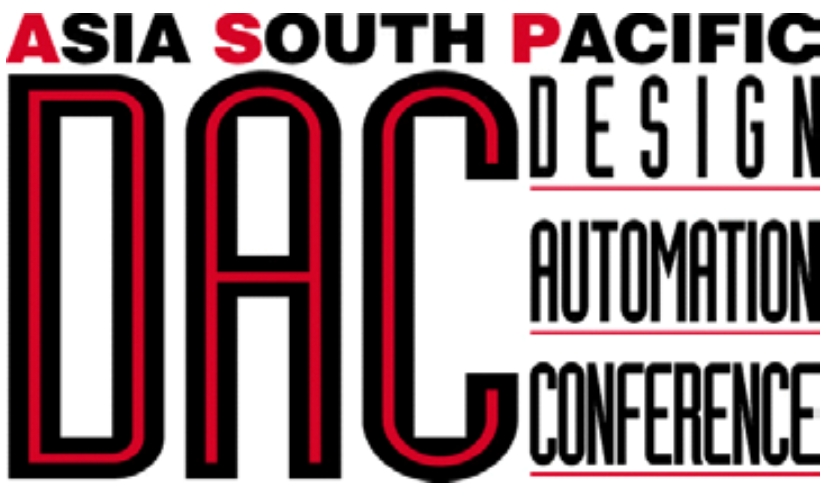 ASIA SOUTH PACIFIC
DAC
DESIGN
AUTOMATION
CONFERENCE